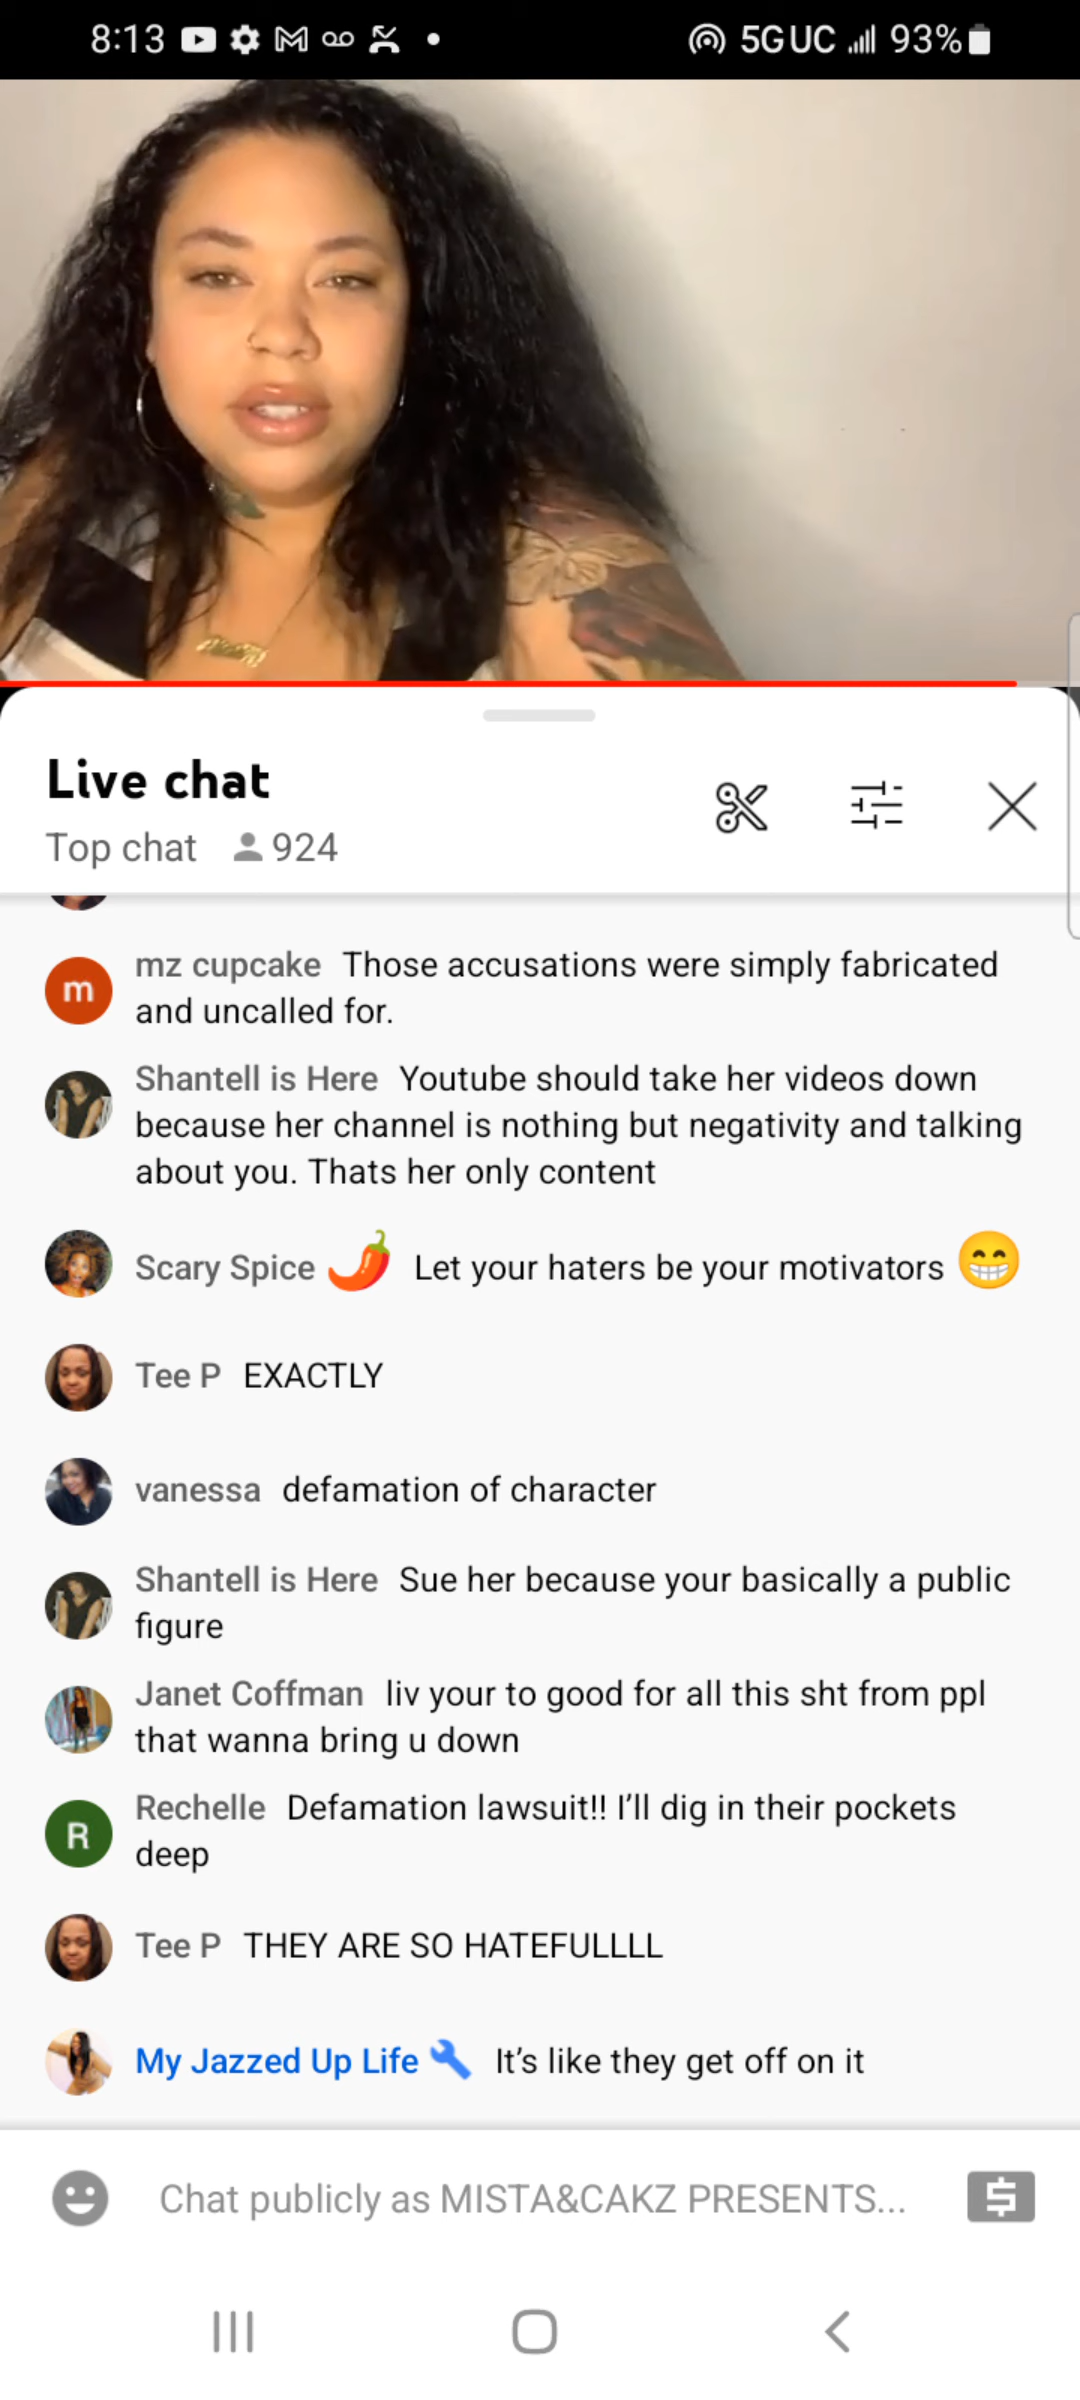 8:13 5G UC 93%
Live chat
Top chat 924
mz cupcake Those accusations were simply fabricated
and uncalled for.
Shantell is Here Youtube should take her videos down
because her channel is nothing but negativity and talking
about you. Thats her only content
Scary Spice🌶️ Let your haters be your motivators 😁
Tee P EXACTLY
vanessa defamation of character
Shantell is Here Sue her because your basically a public
figure
Janet Coffman liv your to good for all this sht from ppl
that wanna bring u down
R
Rechelle Defamation lawsuit!! I’ll dig in their pockets
deep
Tee P THEY ARE SO HATEFULLLL
My Jazzed Up Life It’s like they get off on it
Chat publicly as MISTA&CAKZ PRESENTS...